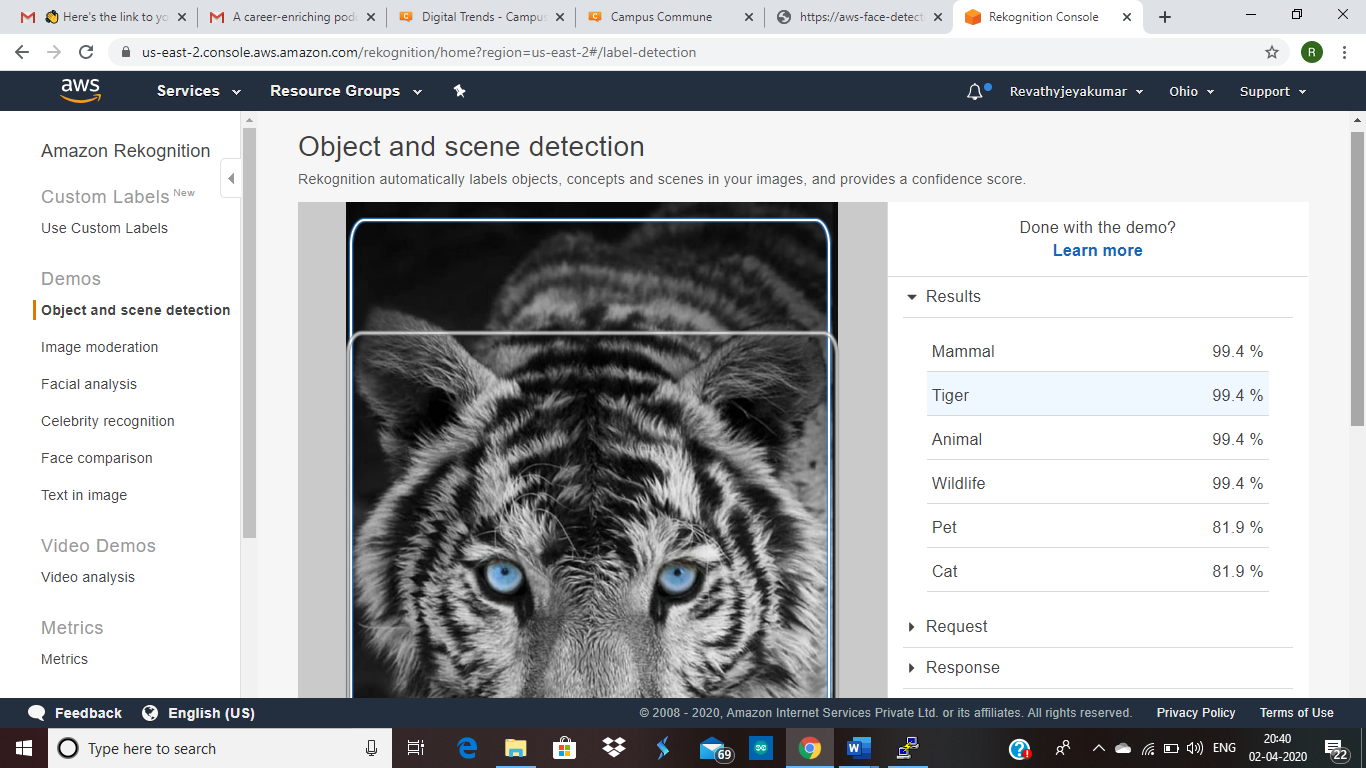 Here's the link to yo
A career-enriching pod
Digital Trends - Campus
Campus Commune
https://aws-face-detect
Rekognition Console
us-east-2.console.aws.amazon.com/rekognition/home?region=us-east-2#/label-detection
R
aws
Services
Resource Groups
Revathyjeyakumar
Ohio
Support
Amazon Rekognition
Custom Labels New
Use Custom Labels
Demos
Object and scene detection
Image moderation
Facial analysis
Celebrity recognition
Face comparison
Text in image
Video Demos
Video analysis
Metrics
Metrics
Object and scene detection
Rekognition automatically labels objects, concepts and scenes in your images, and provides a confidence score.
Done with the demo?
Learn more
Results
Mammal 99.4 %
Tiger 99.4 %
Animal 99.4 %
Wildlife 99.4 %
Pet 81.9 %
Cat 81.9 %
Request
Response
Feedback
English (US)
© 2008 - 2020, Amazon Internet Services Private Ltd. or its affiliates. All rights reserved.
Privacy Policy
Terms of Use
Type here to search
69
ENG
20:40
02-04-2020
22